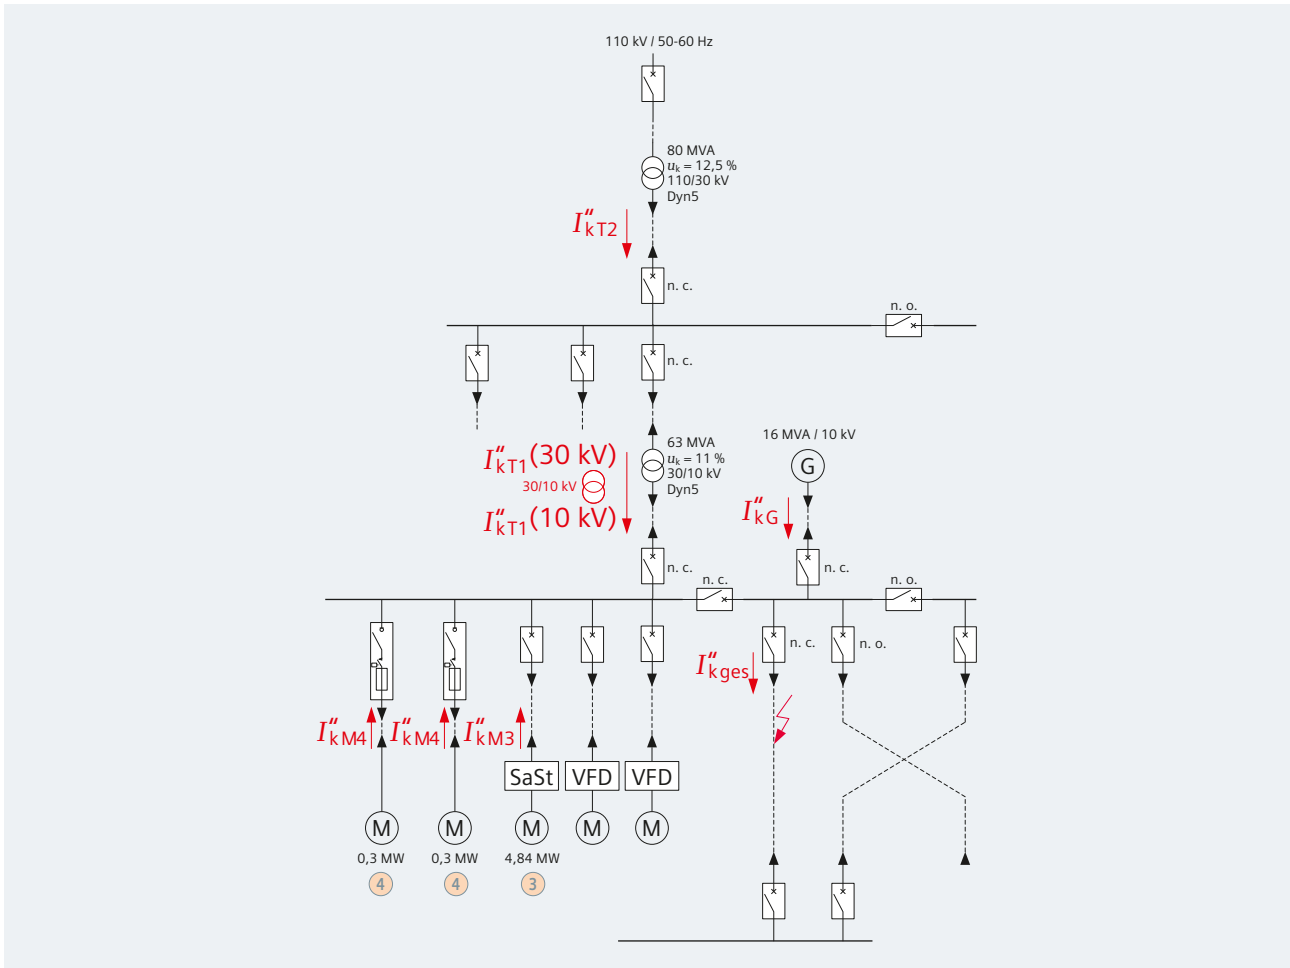 110 kV / 50-60 Hz
80 MVA
uk = 12,5 %
110/30 kV
Dyn5
I″kT2
n. c.
n. o.
n. c.
63 MVA
uk = 11 %
30/10 kV
Dyn5
I″kT1 (30 kV)
30/10 kV
I″kT1 (10 kV)
16 MVA / 10 kV
G
I″kG
n. c.
n. c.
n. c.
n. o.
n. c.
n. o.
I″kges
I″kM4
I″kM4
I″kM3
SaSt
VFD
VFD
M
M
M
M
M
0,3 MW
0,3 MW
4,84 MW
4
4
3